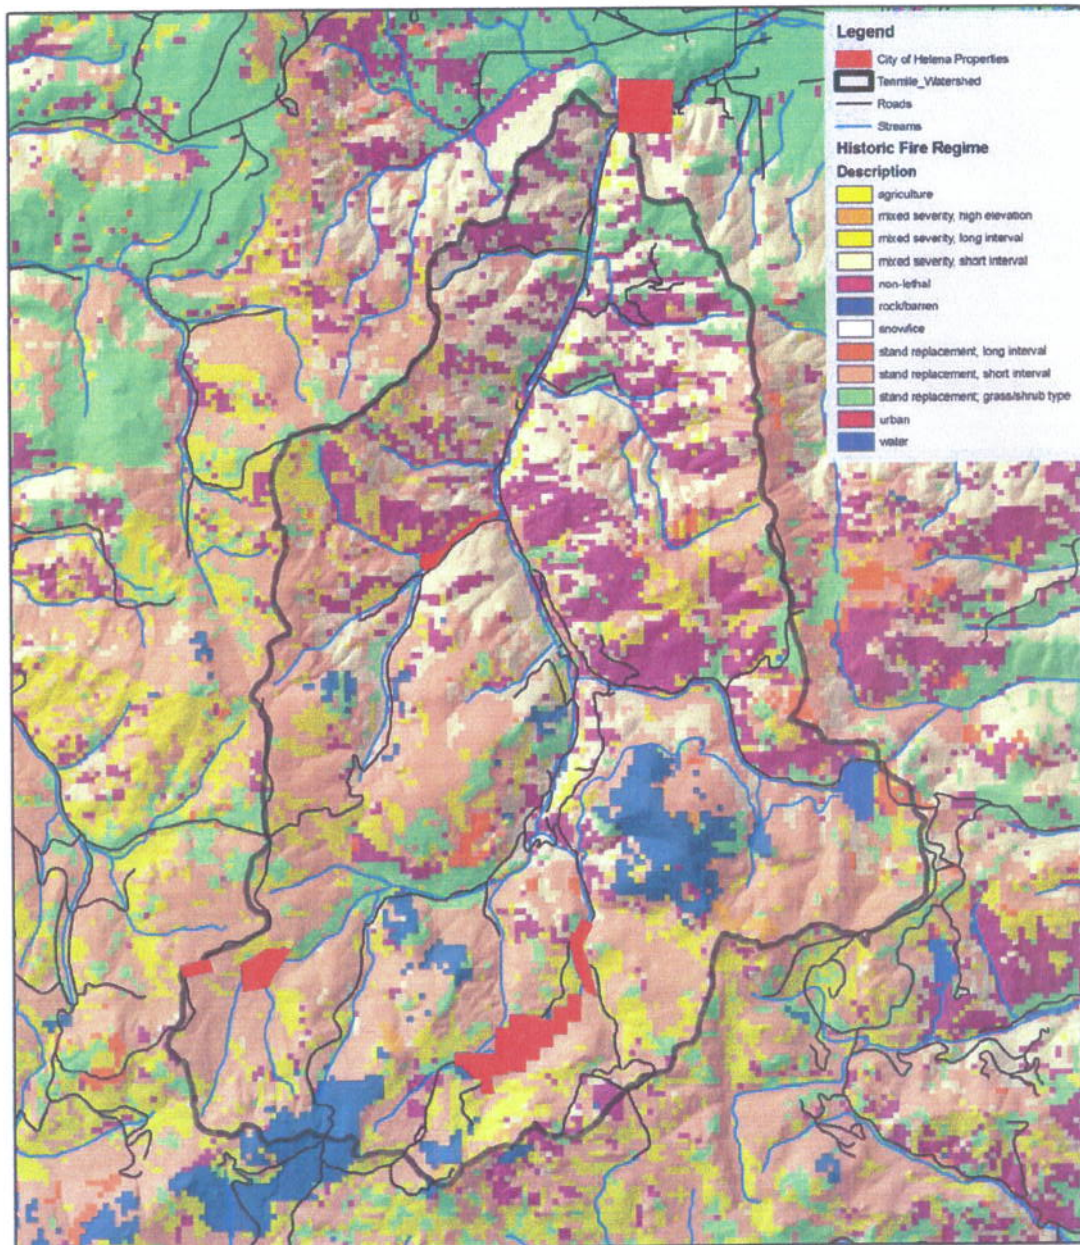 Legend
City of Helena Properties
Tenmile_Watershed
Roads
Streams
Historic Fire Regime
Description
agriculture
mixed severity, high elevation
mixed severity, long interval
mixed severity, short interval
non-lethal
rock/barren
snow/ice
stand replacement, long interval
stand replacement, short interval
stand replacement, grass/shrub type
urban
water